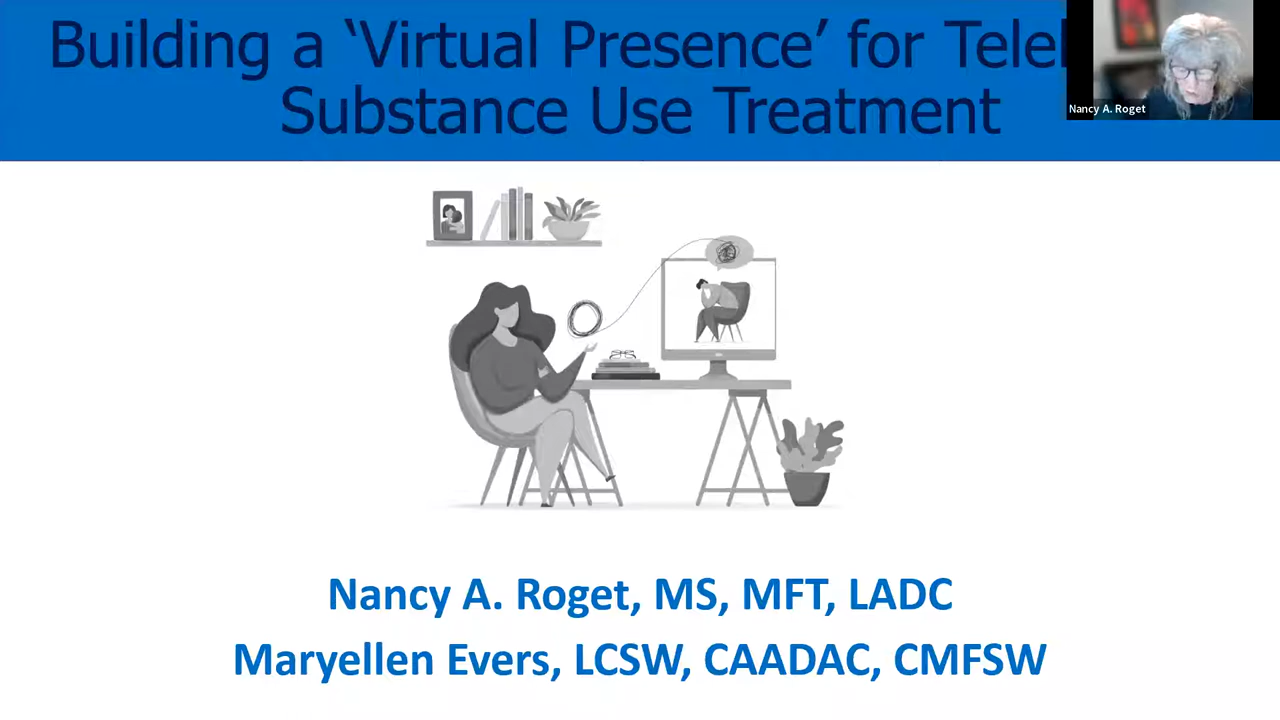 Building a ‘Virtual Presence’ for
Substance Use Treatment
Nancy A. Roget
Nancy A. Roget, MS, MFT, LADC
Maryellen Evers, LCSW, CAADAC, CMFSW